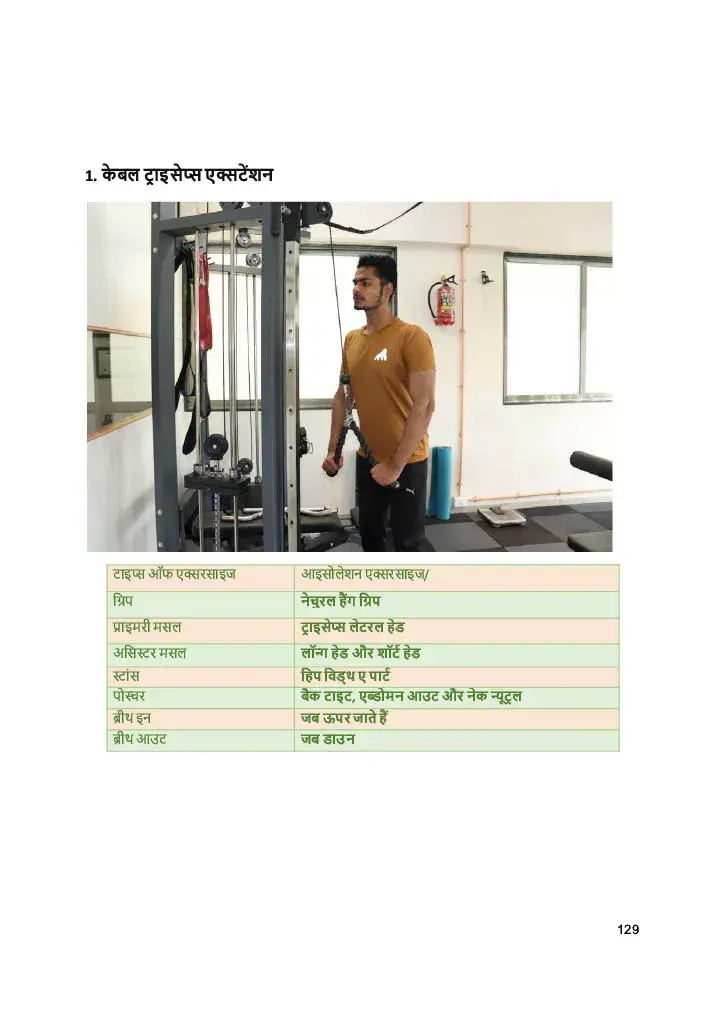 1. केबल ट्राइसेप्स एक्सटेंशन
टाइप्स ऑफ एक्सरसाइज आइसोलेशन एक्सरसाइज/
ग्रिप नेचुरल हैंग ग्रिप
प्राइमरी मसल ट्राइसेप्स लेटरल हेड
असिस्टर मसल लॉन्ग हेड और शॉर्ट हेड
स्टांस हिप विड्थ ए पार्ट
पोस्चर बैक टाइट, एब्डोमन आउट और नेक न्यूट्रल
ब्रीथ इन जब ऊपर जाते हैं
ब्रीथ आउट जब डाउन
129